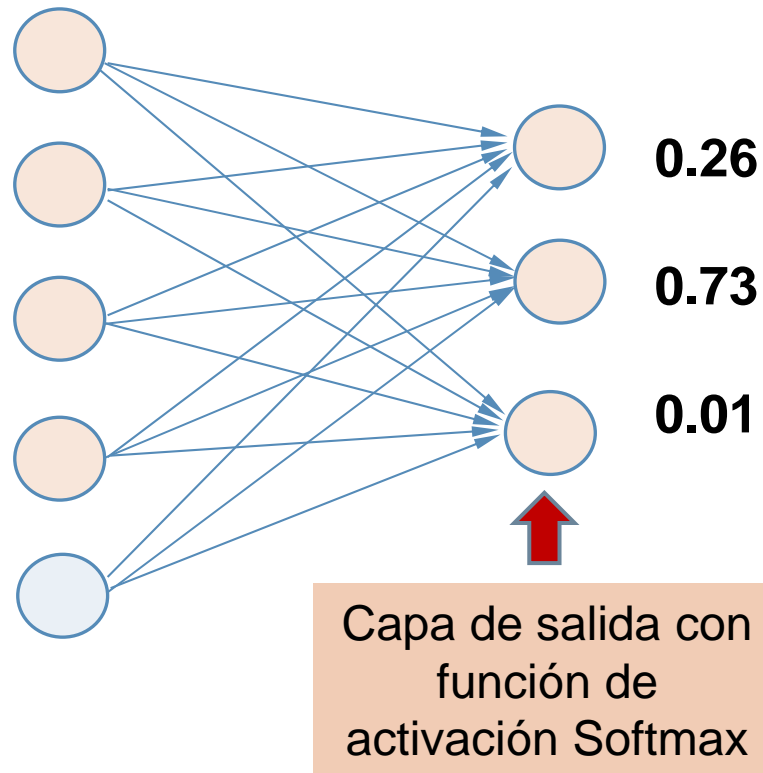 0.26
0.73
0.01
Capa de salida con
función de
activación Softmax